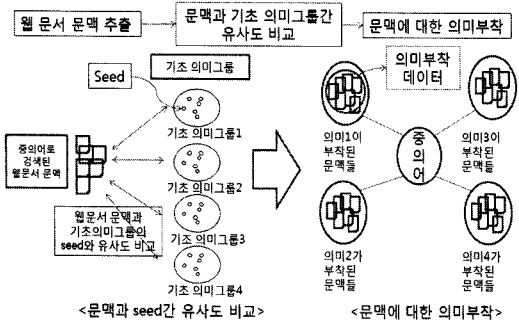 웹 문서 문맥 추출
문맥과 기초 의미그룹간
유사도 비교
문맥에 대한 의미부착
Seed
기초 의미그룹
기초 의미그룹1
기초 의미그룹2
기초 의미그룹3
기초 의미그룹4
중의어로
검색된
웹문서 문맥
웹문서 문맥과
기초의미그룹의
seed와 유사도 비교
<문맥과 seed간 유사도 비교>
의미부착
데이터
의미1이
부착된
문맥들
의미3이
부착된
문맥들
중
의
어
의미2가
부착된
문맥들
의미4가
부착된
문맥들
<문맥에 대한 의미부착>